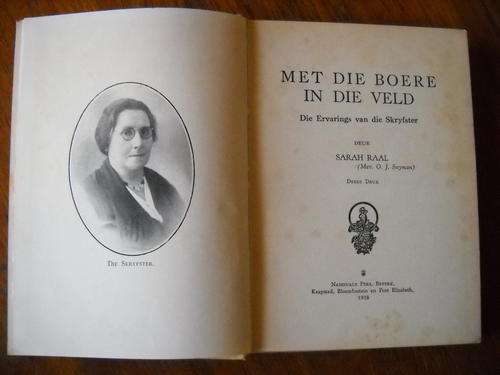 DIE SKRYFSTER.
MET DIE BOERE
IN DIE VELD
Die Ervarings van die Skryfster
DEUR
SARAH RAAL
(Mev. O. J. Snyman)
DERDE DRUK
NASIONALE PERS, BEPERK,
Kaapstad, Bloemfontein en Port Elizabeth,
1938